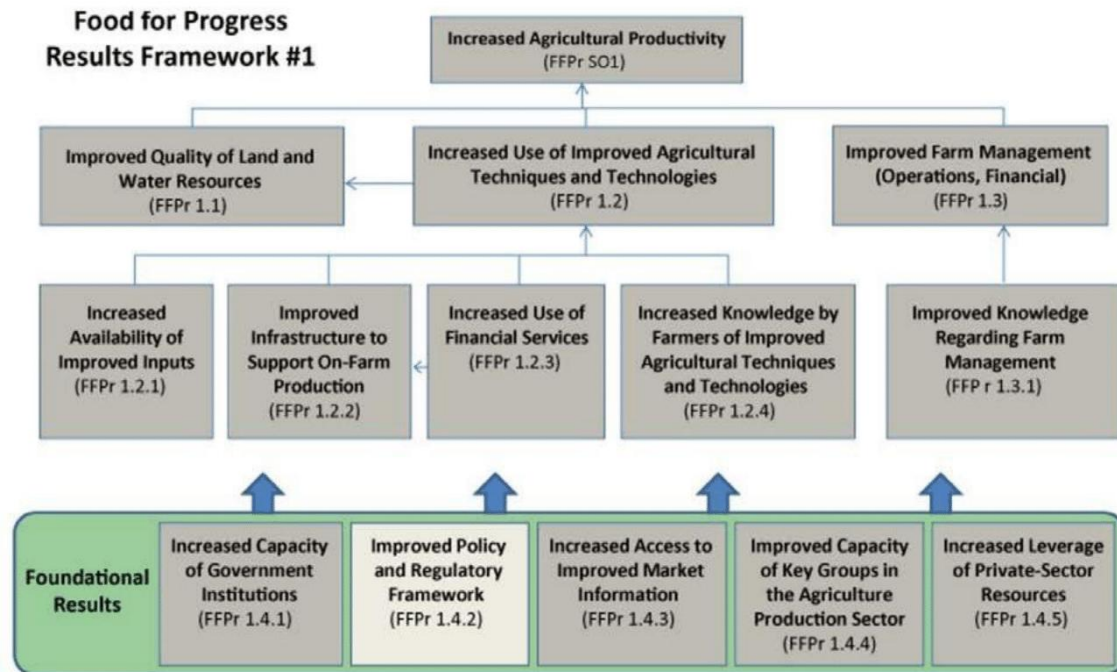 Food for Progress
Results Framework #1
Increased Agricultural Productivity
(FFPr SO1)
Improved Quality of Land and
Water Resources
(FFPr 1.1)
Increased Use of Improved Agricultural
Techniques and Technologies
(FFPr 1.2)
Improved Farm Management
(Operations, Financial)
(FFPr 1.3)
Increased
Availability of
Improved Inputs
(FFPr 1.2.1)
Improved
Infrastructure to
Support On-Farm
Production
(FFPr 1.2.2)
Increased Use of
Financial Services
(FFPr 1.2.3)
Increased Knowledge by
Farmers of Improved
Agricultural Techniques
and Technologies
(FFPr 1.2.4)
Improved Knowledge
Regarding Farm
Management
(FFP r 1.3.1)
Foundational
Results
Increased Capacity
of Government
Institutions
(FFPr 1.4.1)
Improved Policy
and Regulatory
Framework
(FFPr 1.4.2)
Increased Access to
Improved Market
Information
(FFPr 1.4.3)
Improved Capacity
of Key Groups in
the Agriculture
Production Sector
(FFPr 1.4.4)
Increased Leverage
of Private-Sector
Resources
(FFPr 1.4.5)